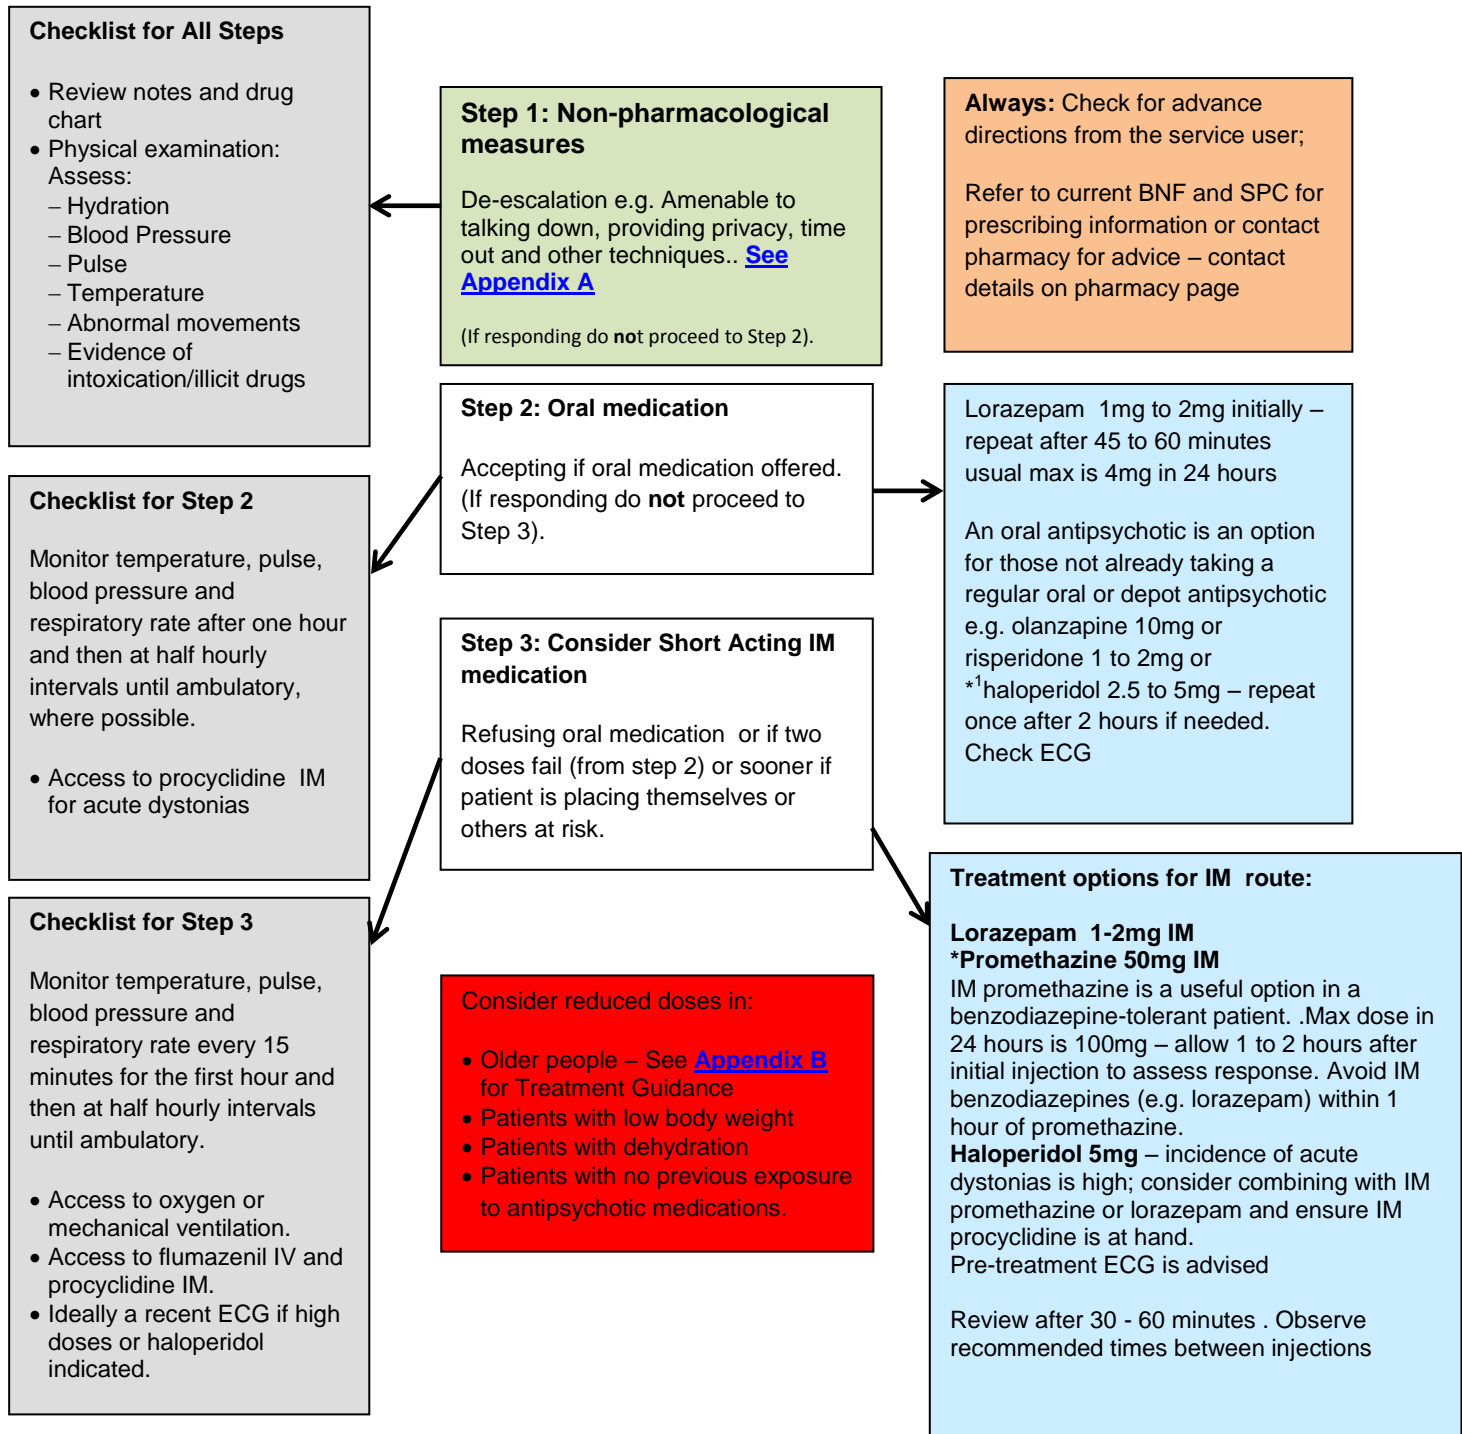 Checklist for All Steps
• Review notes and drug
chart
• Physical examination:
Assess:
– Hydration
– Blood Pressure
– Pulse
– Temperature
– Abnormal movements
– Evidence of
intoxication/illicit drugs
Step 1: Non-pharmacological
measures
De-escalation e.g. Amenable to
talking down, providing privacy, time
out and other techniques.. See
Appendix A
(If responding do not proceed to Step 2).
Always: Check for advance
directions from the service user;
Refer to current BNF and SPC for
prescribing information or contact
pharmacy for advice – contact
details on pharmacy page
Step 2: Oral medication
Accepting if oral medication offered.
(If responding do not proceed to
Step 3).
Lorazepam 1mg to 2mg initially –
repeat after 45 to 60 minutes
usual max is 4mg in 24 hours
An oral antipsychotic is an option
for those not already taking a
regular oral or depot antipsychotic
e.g. olanzapine 10mg or
risperidone 1 to 2mg or
*1haloperidol 2.5 to 5mg – repeat
once after 2 hours if needed.
Check ECG
Checklist for Step 2
Monitor temperature, pulse,
blood pressure and
respiratory rate after one hour
and then at half hourly
intervals until ambulatory,
where possible.
• Access to procyclidine IM
for acute dystonias
Step 3: Consider Short Acting IM
medication
Refusing oral medication or if two
doses fail (from step 2) or sooner if
patient is placing themselves or
others at risk.
Checklist for Step 3
Monitor temperature, pulse,
blood pressure and
respiratory rate every 15
minutes for the first hour and
then at half hourly intervals
until ambulatory.
• Access to oxygen or
mechanical ventilation.
• Access to flumazenil IV and
procyclidine IM.
• Ideally a recent ECG if high
doses or haloperidol
indicated.
Consider reduced doses in:
• Older people – See Appendix B
for Treatment Guidance
• Patients with low body weight
• Patients with dehydration
• Patients with no previous exposure
to antipsychotic medications.
Treatment options for IM route:
Lorazepam 1-2mg IM
*Promethazine 50mg IM
IM promethazine is a useful option in a
benzodiazepine-tolerant patient. .Max dose in
24 hours is 100mg – allow 1 to 2 hours after
initial injection to assess response. Avoid IM
benzodiazepines (e.g. lorazepam) within 1
hour of promethazine.
Haloperidol 5mg – incidence of acute
dystonias is high; consider combining with IM
promethazine or lorazepam and ensure IM
procyclidine is at hand.
Pre-treatment ECG is advised
Review after 30 - 60 minutes . Observe
recommended times between injections